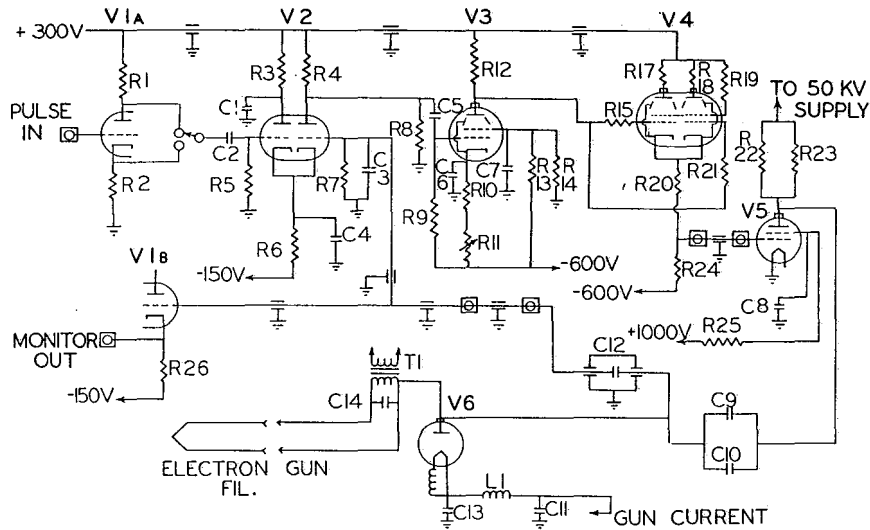 V1A V2 V3 V4
+ 300V
R1 R3 R4 R12 R17 R18 R19
TO 50 KV
SUPPLY
PULSE
IN
C1 C5 R15 R22 R23
C2 R8
R2 R5 R7 C3 C6 C7 R13 R14 R20 R21
R10 V5
R9
R6 C4 R11
-150V -600V R24
V1B -600V
C8
+1000V R25
MONITOR
OUT
R26 T1 C12
-150V C14 V6 C9
C10
ELECTRON GUN
FIL.
L1
C13 C11 GUN CURRENT